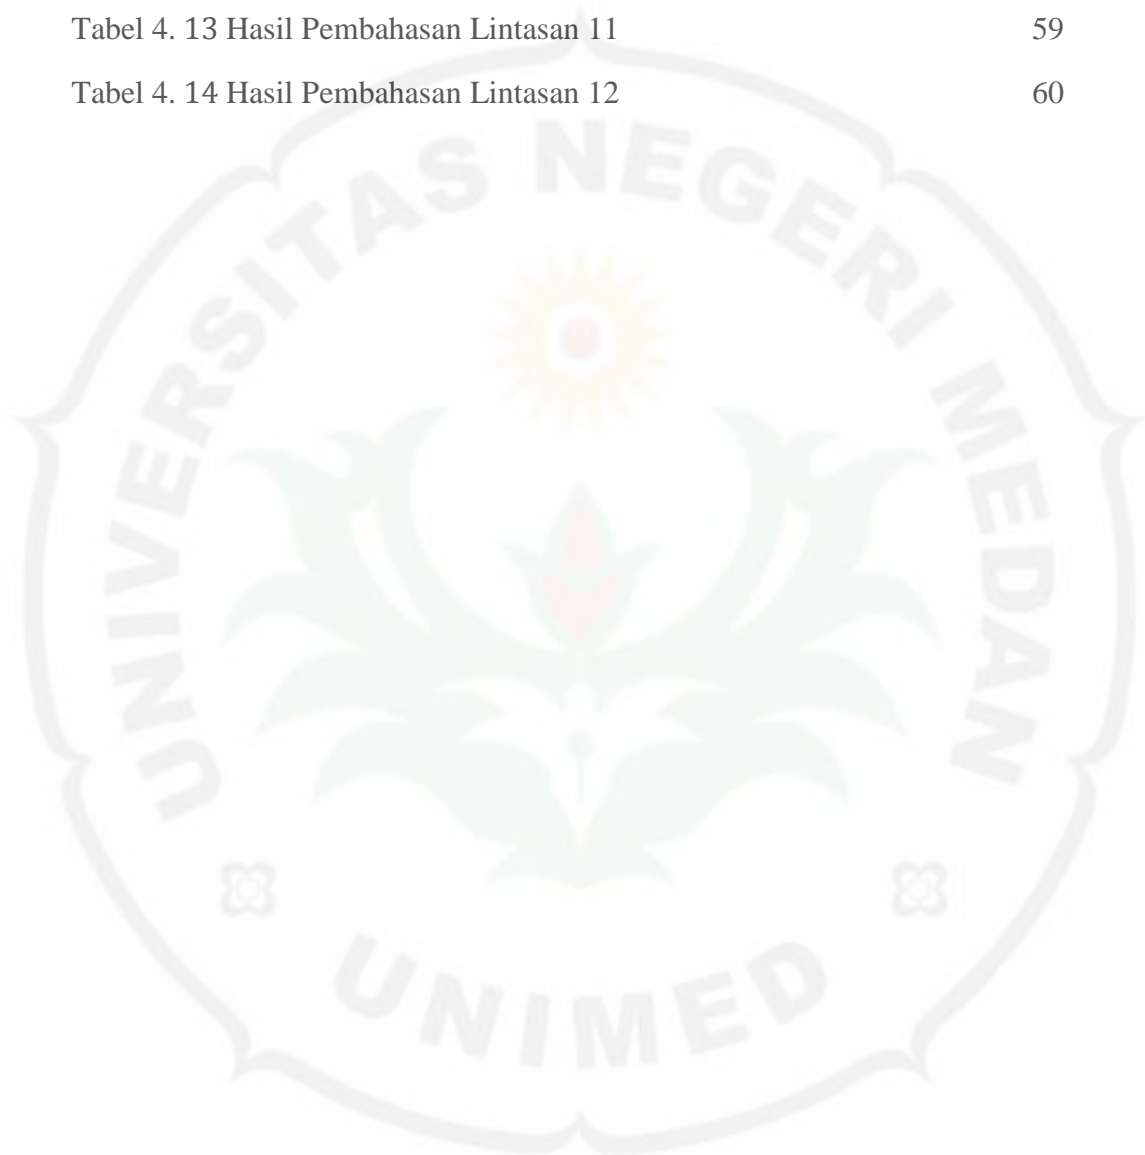 Tabel 4. 13 Hasil Pembahasan Lintasan 11 59
Tabel 4. 14 Hasil Pembahasan Lintasan 12 60
UNIVERSITAS NEGERI MEDAN
UNIMED